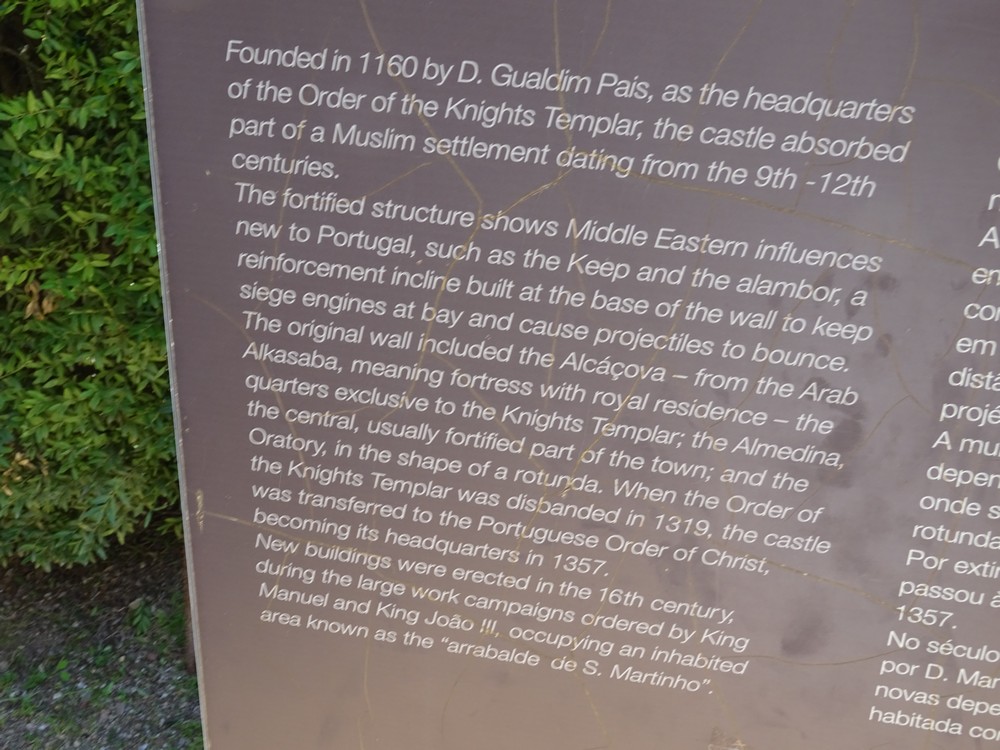 Founded in 1160 by D. Gualdim Pais, as the headquarters
of the Order of the Knights Templar, the castle absorbed
part of a Muslim settlement dating from the 9th -12th
centuries.
The fortified structure shows Middle Eastern influences
new to Portugal, such as the Keep and the alambor, a
reinforcement incline built at the base of the wall to keep
siege engines at bay and cause projectiles to bounce.
The original wall included the Alcáçova – from the Arab
Alkasaba, meaning fortress with royal residence – the
quarters exclusive to the Knights Templar; the Almedina,
the central, usually fortified part of the town; and the
Oratory, in the shape of a rotunda. When the Order of
the Knights Templar was disbanded in 1319, the castle
was transferred to the Portuguese Order of Christ,
becoming its headquarters in 1357.
New buildings were erected in the 16th century,
during the large work campaigns ordered by King
Manuel and King João III, occupying an inhabited
area known as the "arrabalde de S. Martinho".
A
em
distá
proje
A mu
depen
onde s
rotunda
Por extin
passou à
1357.
No século
por D. Man
novas depe
habitada co